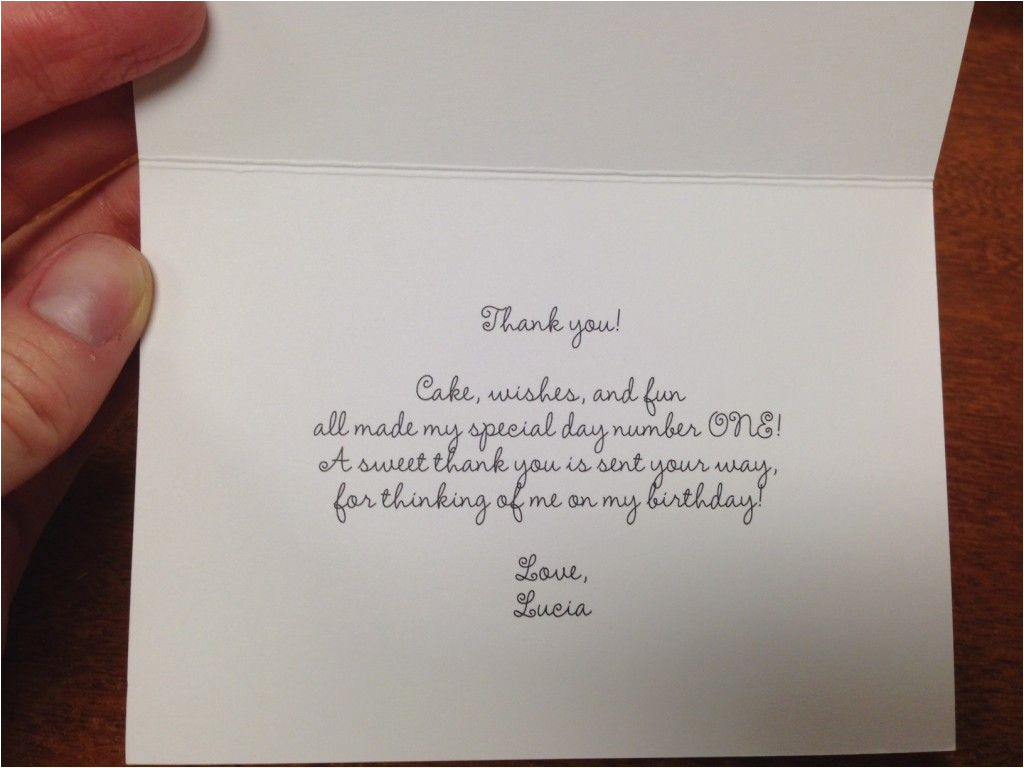 Thank you!
Cake, wishes, and fun
all made my special day number ONE!
A sweet thank you is sent your way,
for thinking of me on my birthday!
Love,
Lucia